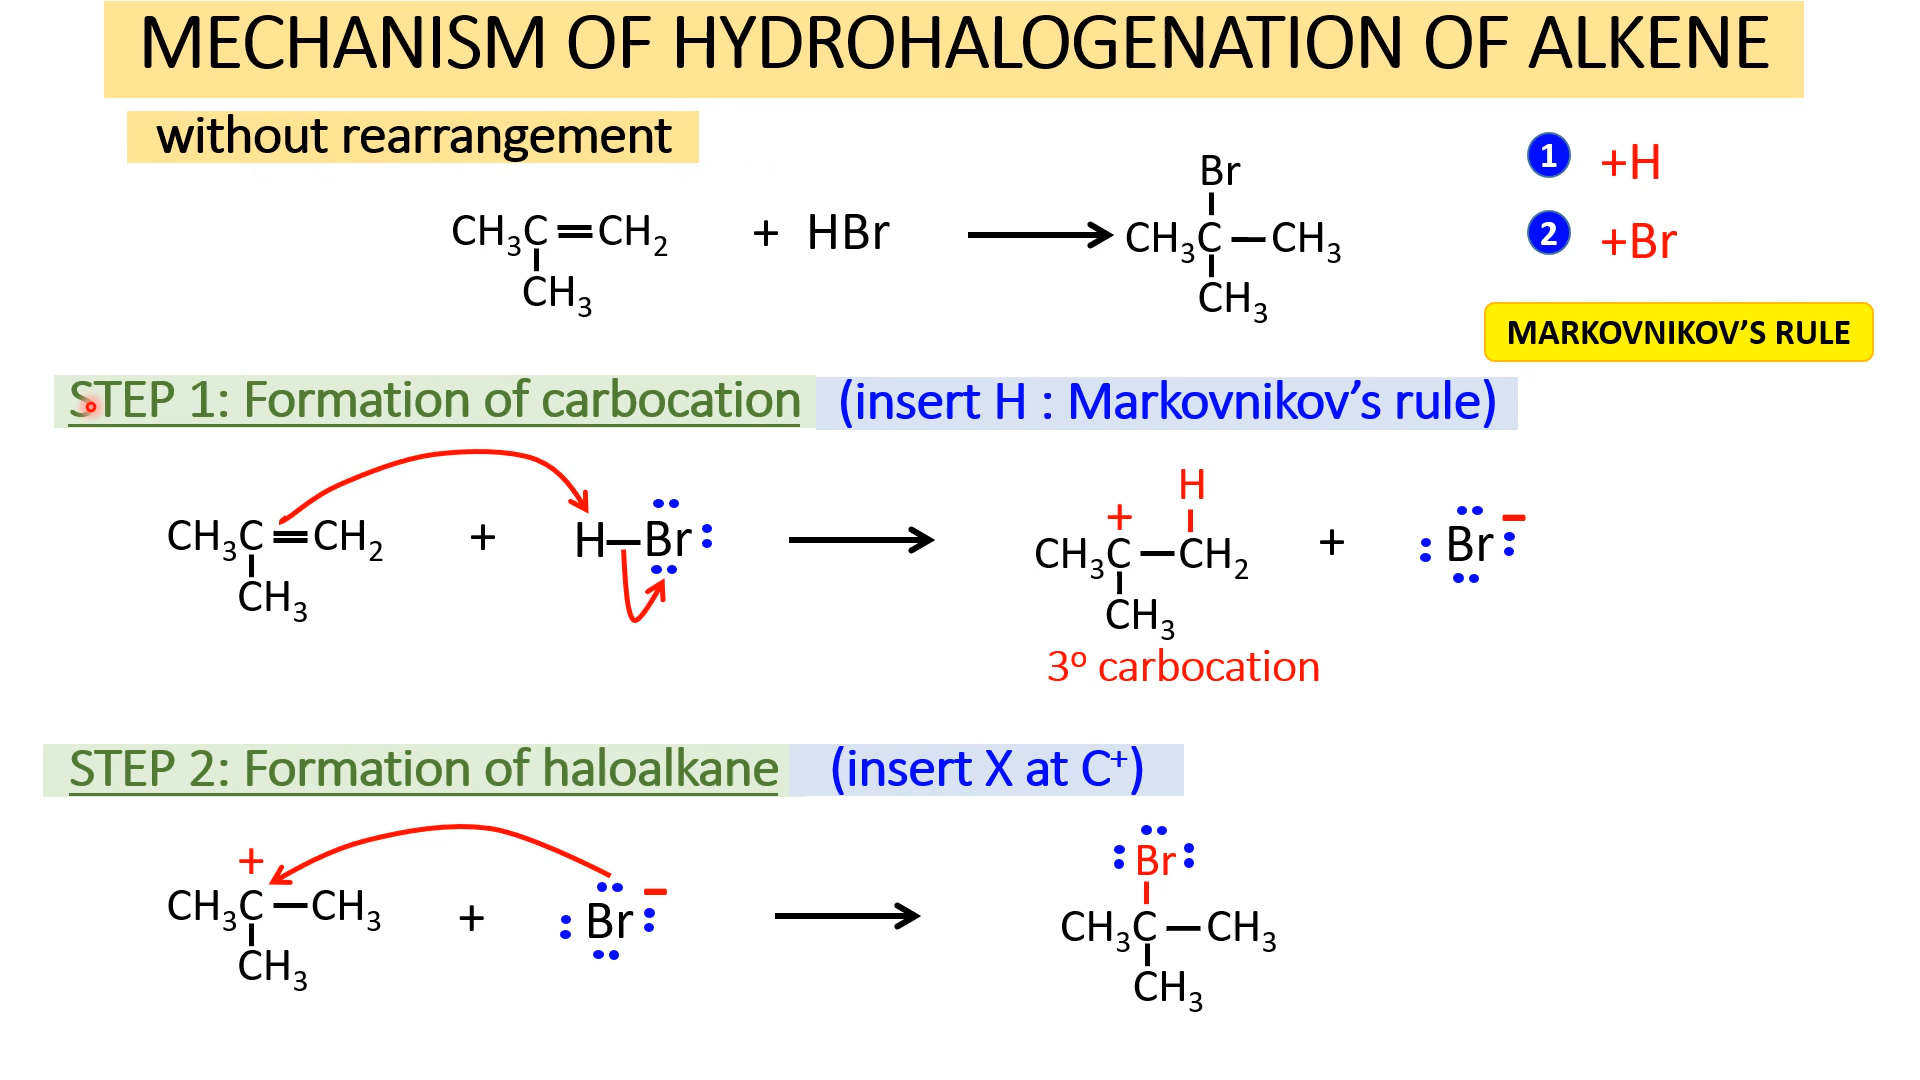 MECHANISM OF HYDROHALOGENATION OF ALKENE
without rearrangement
1 +H
2 +Br
Br
CH₃C=CH₂ + HBr → CH₃C—CH₃
CH₃ CH₃
MARKOVNIKOV’S RULE
STEP 1: Formation of carbocation (insert H : Markovnikov’s rule)
H
+
CH₃C=CH₂ + H—Br → CH₃C—CH₂ + Br −
CH₃ CH₃
3º carbocation
STEP 2: Formation of haloalkane (insert X at C⁺)
+ Br
CH₃C—CH₃ + Br − → CH₃C—CH₃
CH₃ CH₃